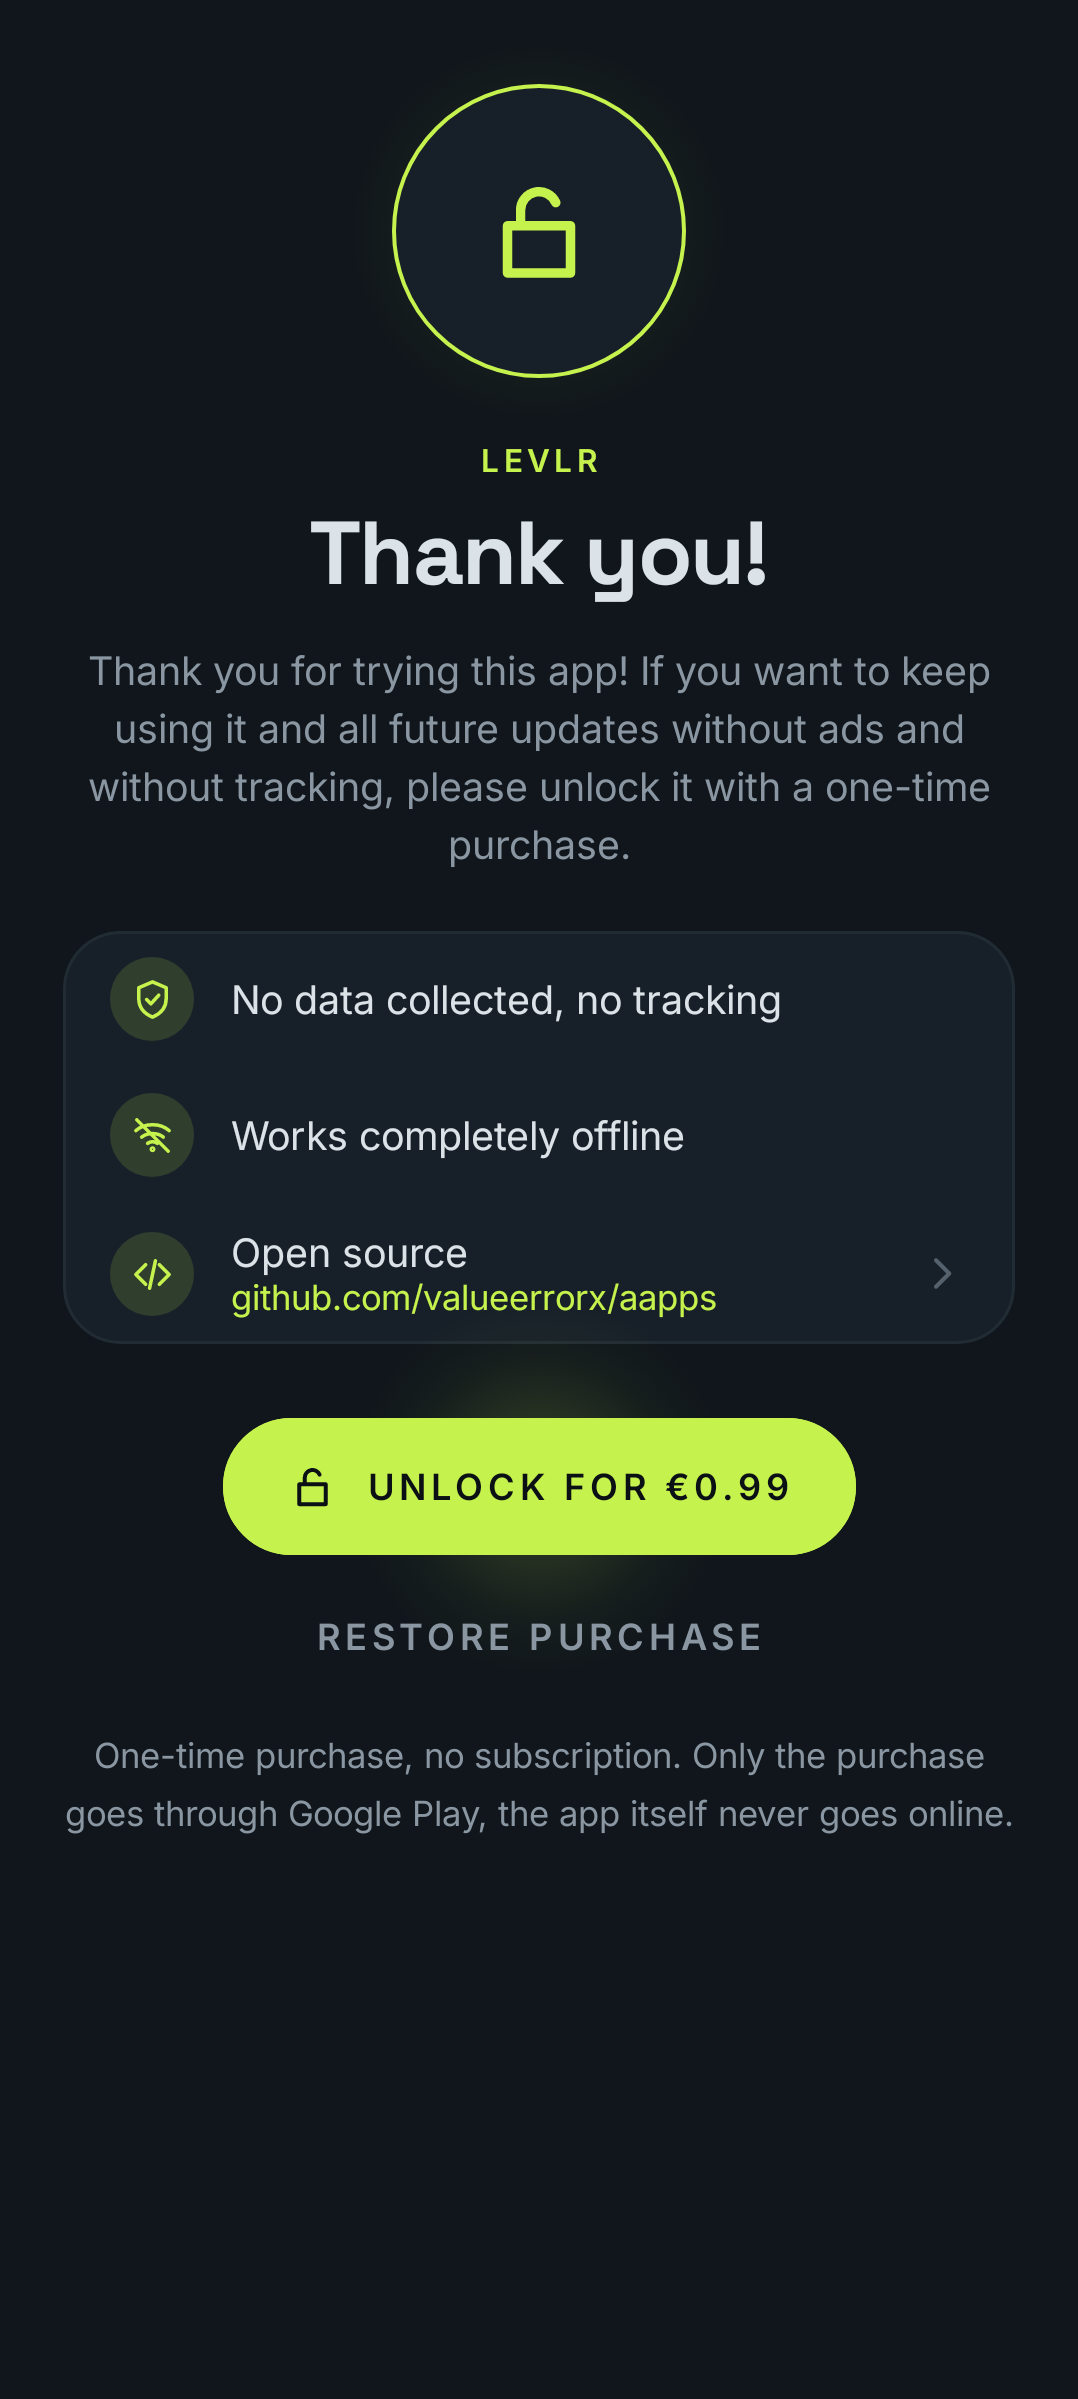 LEVLR
Thank you!
Thank you for trying this app! If you want to keep
using it and all future updates without ads and
without tracking, please unlock it with a one-time
purchase.
No data collected, no tracking
Works completely offline
Open source
github.com/valueerrorx/aapps
UNLOCK FOR €0.99
RESTORE PURCHASE
One-time purchase, no subscription. Only the purchase
goes through Google Play, the app itself never goes online.